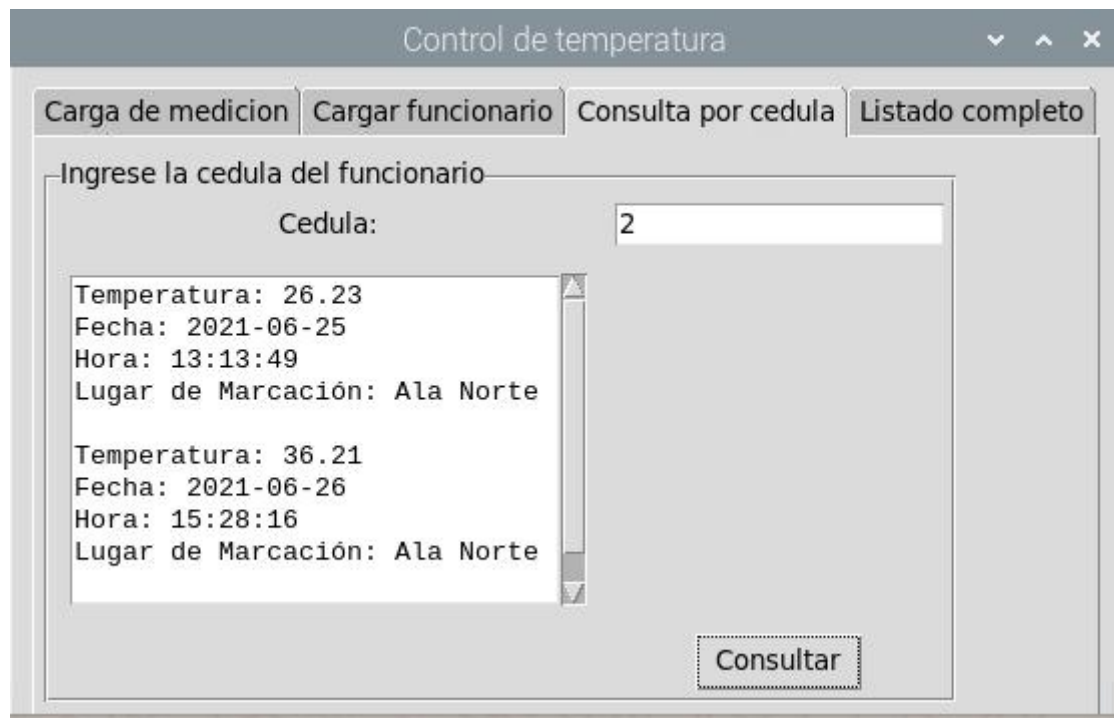 Control de temperatura
Carga de medicion Cargar funcionario Consulta por cedula Listado completo
Ingrese la cedula del funcionario
Cedula: 2
Temperatura: 26.23
Fecha: 2021-06-25
Hora: 13:13:49
Lugar de Marcación: Ala Norte
Temperatura: 36.21
Fecha: 2021-06-26
Hora: 15:28:16
Lugar de Marcación: Ala Norte
Consultar